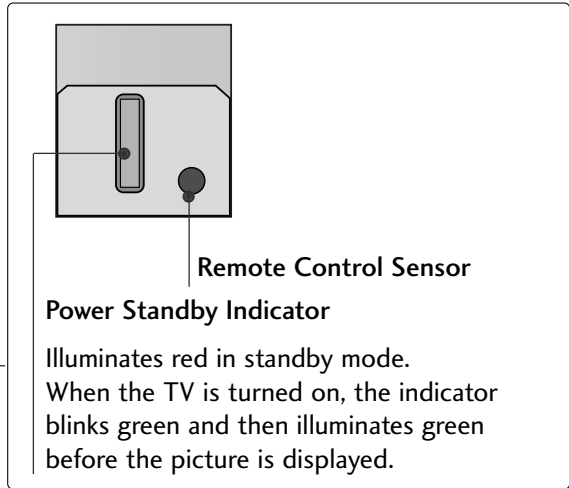 Remote Control Sensor
Power Standby Indicator
Illuminates red in standby mode.
When the TV is turned on, the indicator
blinks green and then illuminates green
before the picture is displayed.